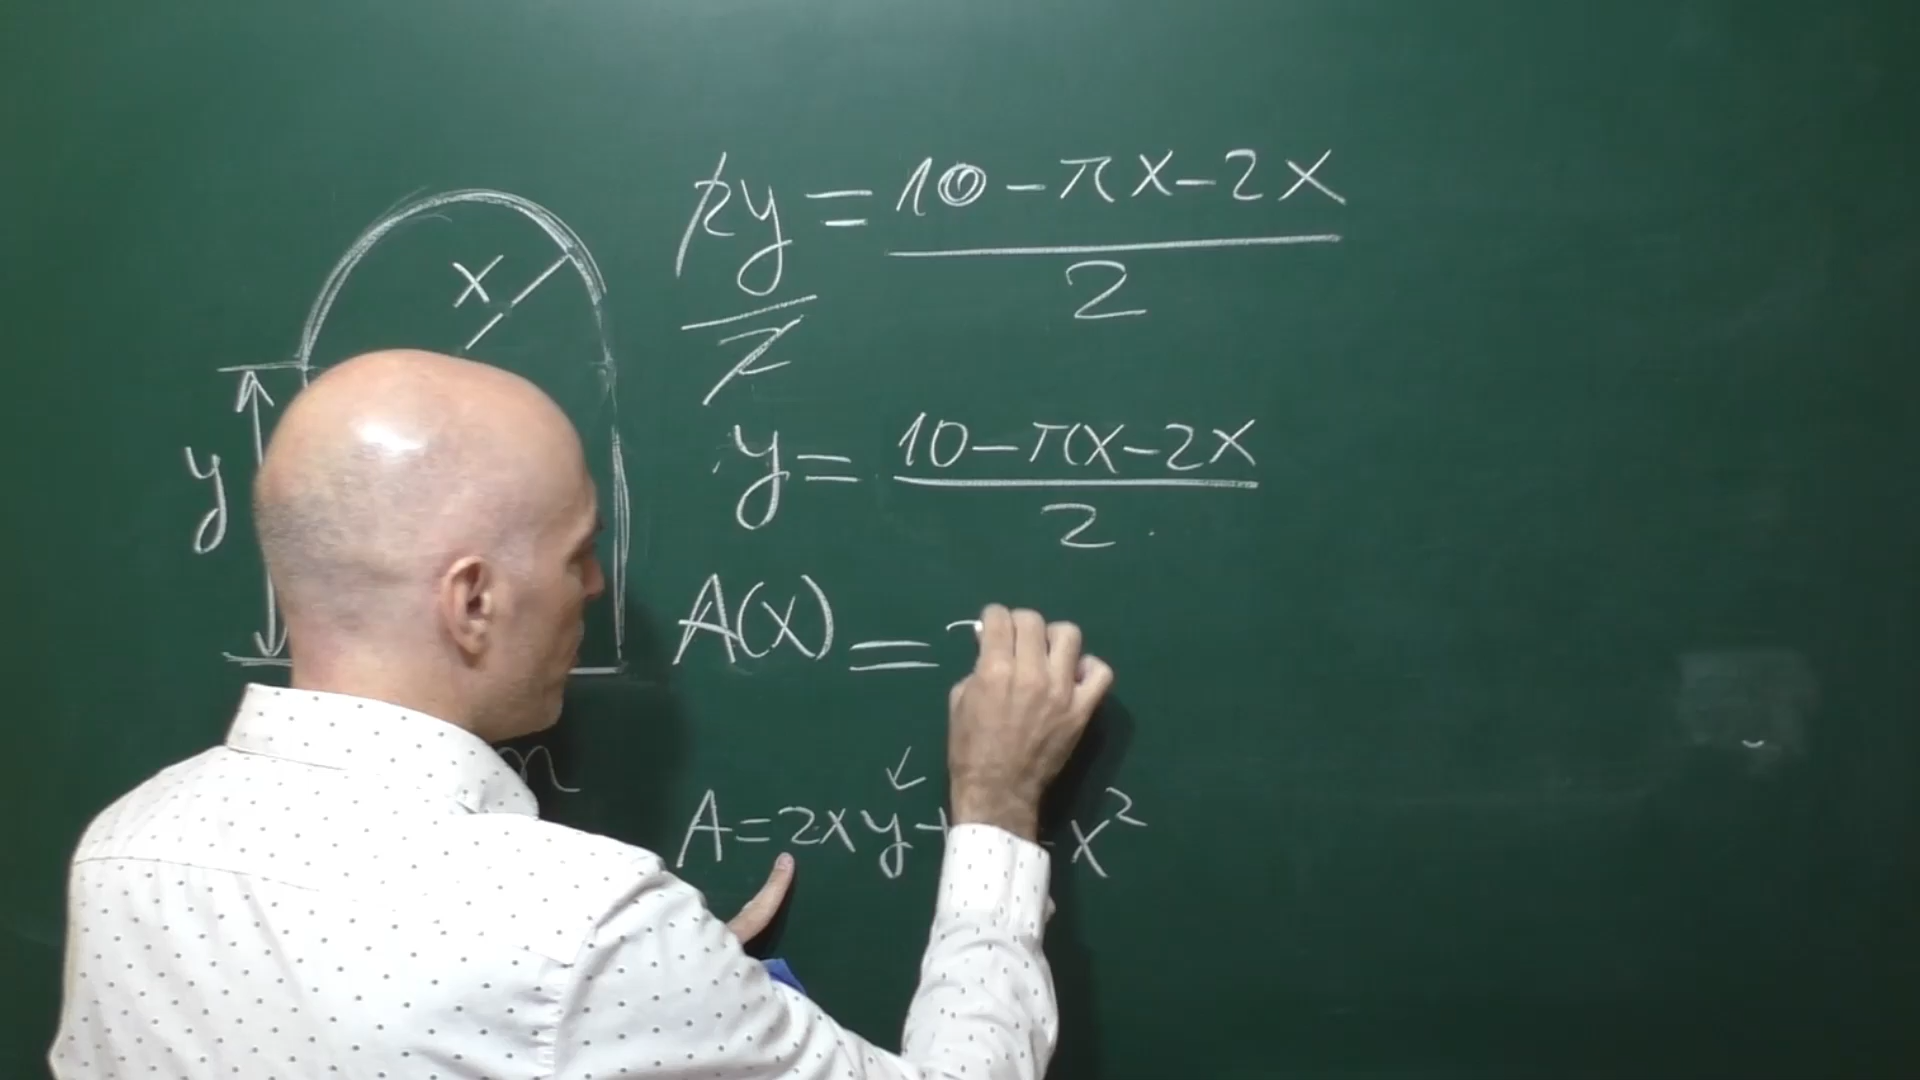 x
y
2y = 10 - πx - 2x
2 2
y = 10 - πx - 2x
2
A(x) =
A = 2xy + x²